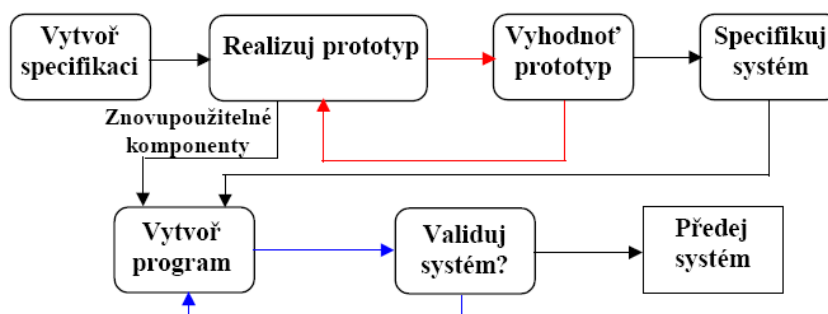 Vytvoř
specifikaci
Realizuj prototyp
Vyhodnoť
prototyp
Specifikuj
systém
Znovupoužitelné
komponenty
Vytvoř
program
Validuj
systém?
Předej
systém